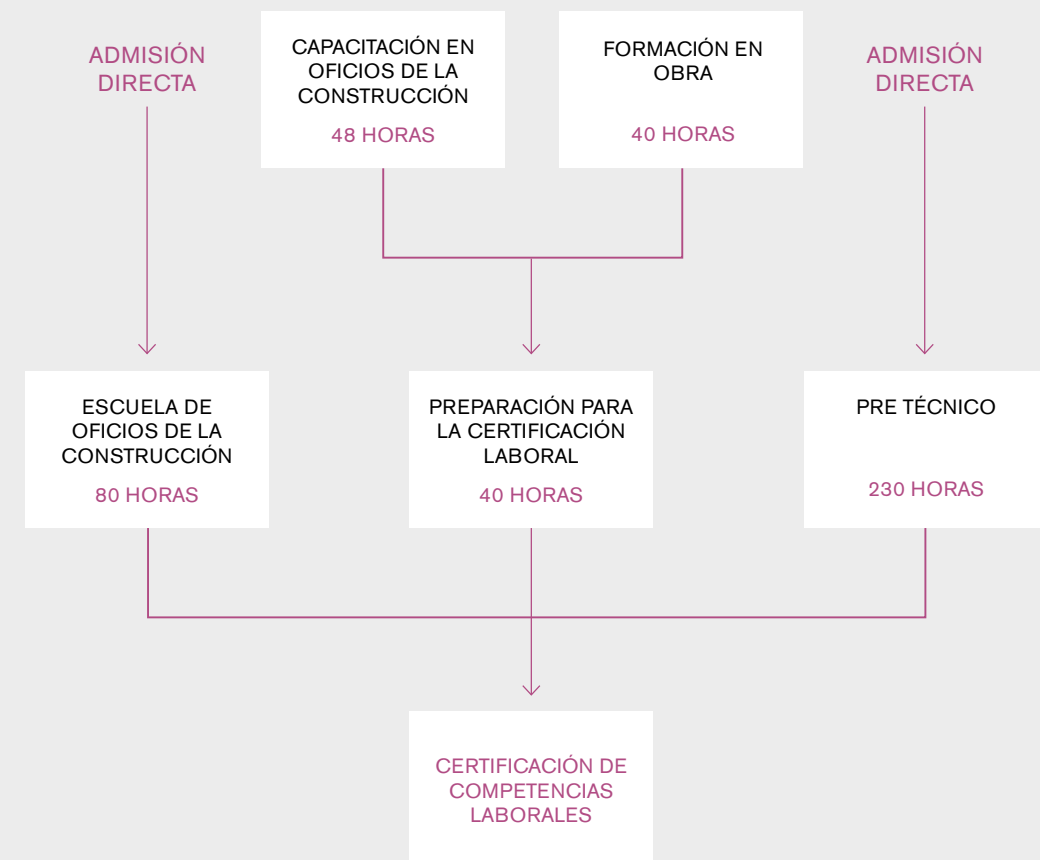 ADMISIÓN
DIRECTA
CAPACITACIÓN EN
OFICIOS DE LA
CONSTRUCCIÓN
48 HORAS
FORMACIÓN EN
OBRA
40 HORAS
ADMISIÓN
DIRECTA
ESCUELA DE
OFICIOS DE LA
CONSTRUCCIÓN
80 HORAS
PREPARACIÓN PARA
LA CERTIFICACIÓN
LABORAL
40 HORAS
PRE TÉCNICO
230 HORAS
CERTIFICACIÓN DE
COMPETENCIAS
LABORALES